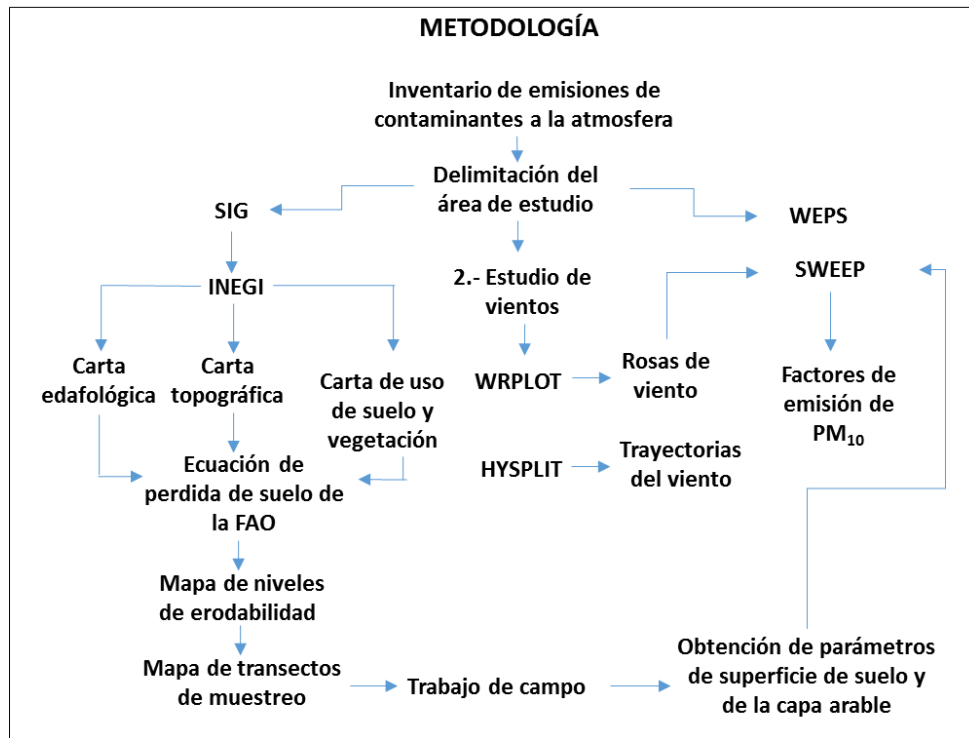 METODOLOGÍA
Inventario de emisiones de
contaminantes a la atmosfera
Delimitación del
área de estudio
SIG
WEPS
INEGI
2.- Estudio de
vientos
SWEEP
Carta
edafológica
Carta
topográfica
Carta de uso
de suelo y
vegetación
WRPLOT
Rosas de
viento
Factores de
emisión de
PM10
HYSPLIT
Trayectorias
del viento
Ecuación de
perdida de suelo de
la FAO
Mapa de niveles
de erodabilidad
Mapa de transectos
de muestreo
Trabajo de campo
Obtención de parámetros
de superficie de suelo y
de la capa arable